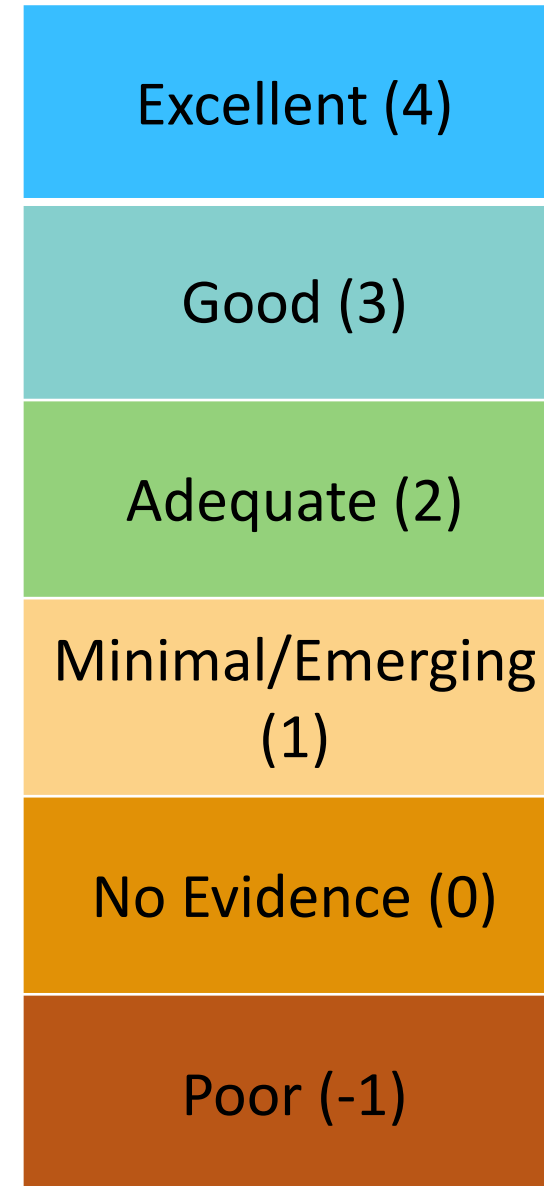 Excellent (4)
Good (3)
Adequate (2)
Minimal/Emerging
(1)
No Evidence (0)
Poor (-1)